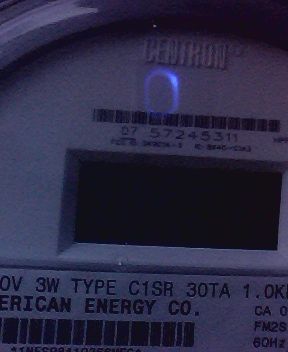 CENTRON
07 57245311
0V 3W TYPE C1SR 30TA 1.0K
ERICAN ENERGY CO.
CA 0
FM2S
60Hz